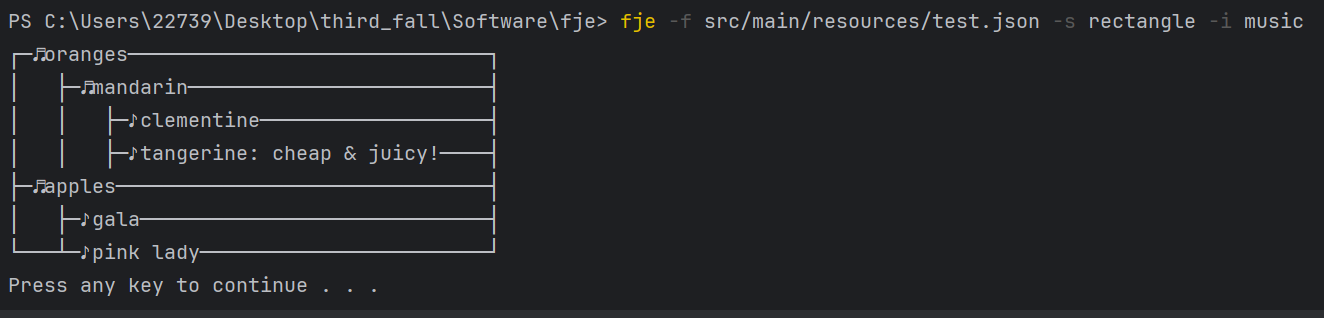 PS C:\Users\22739\Desktop\third_fall\Software\fje> fje -f src/main/resources/test.json -s rectangle -i music
┌─♬oranges──────────────────────────────┐
│   ├─♬mandarin─────────────────────────┤
│   │   ├─♪clementine───────────────────┤
│   │   ├─♪tangerine: cheap & juicy!────┤
├─♬apples───────────────────────────────┤
│   ├─♪gala─────────────────────────────┤
└───┴─♪pink lady────────────────────────┘
Press any key to continue . . .